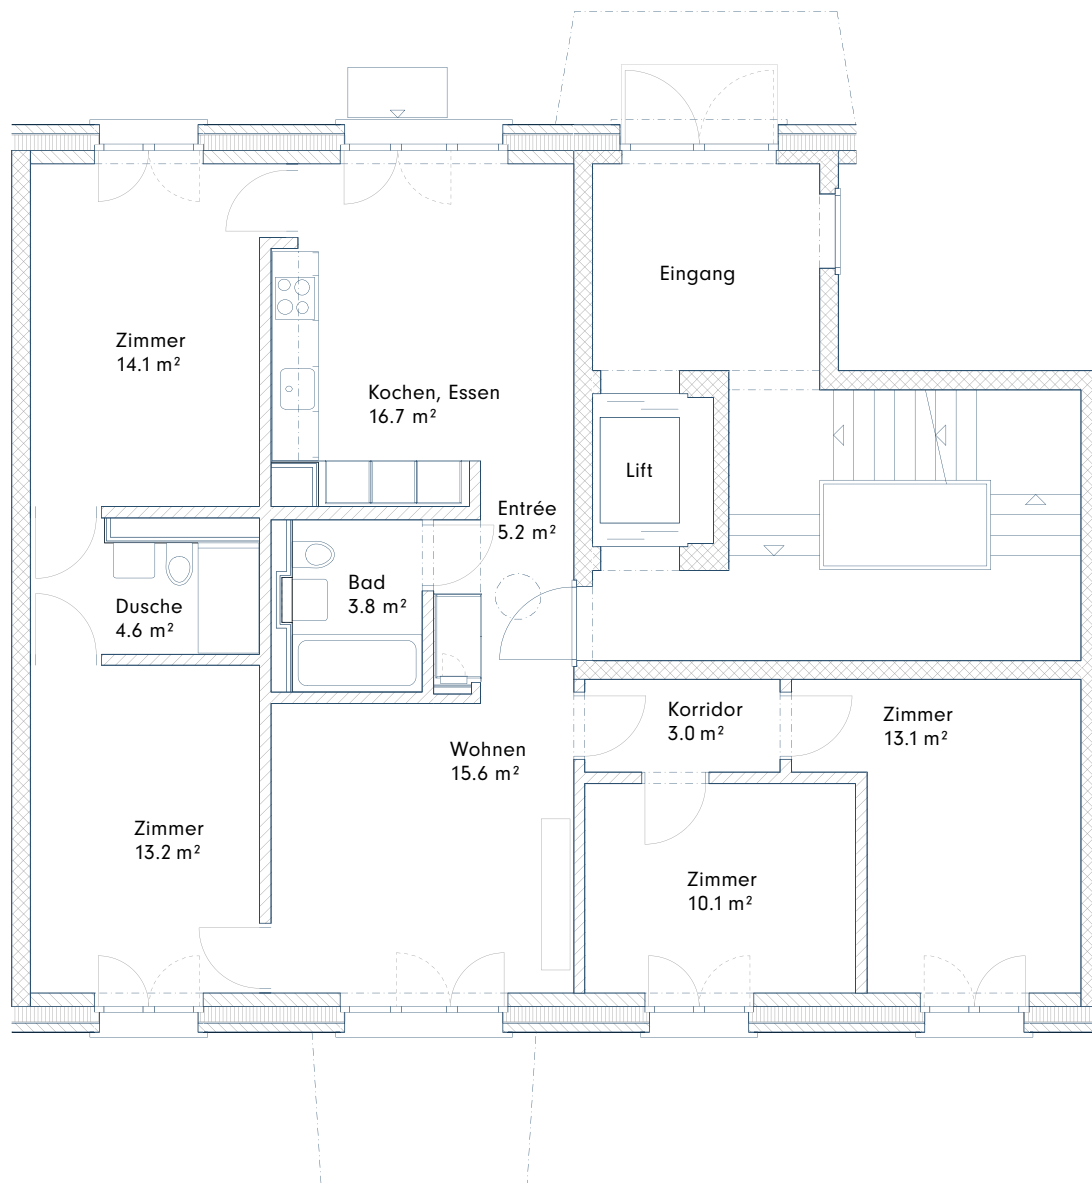 Eingang
Zimmer
14.1 m²
Kochen, Essen
16.7 m²
Lift
Entrée
5.2 m²
Bad
3.8 m²
Dusche
4.6 m²
Korridor
3.0 m²
Zimmer
13.1 m²
Wohnen
15.6 m²
Zimmer
13.2 m²
Zimmer
10.1 m²